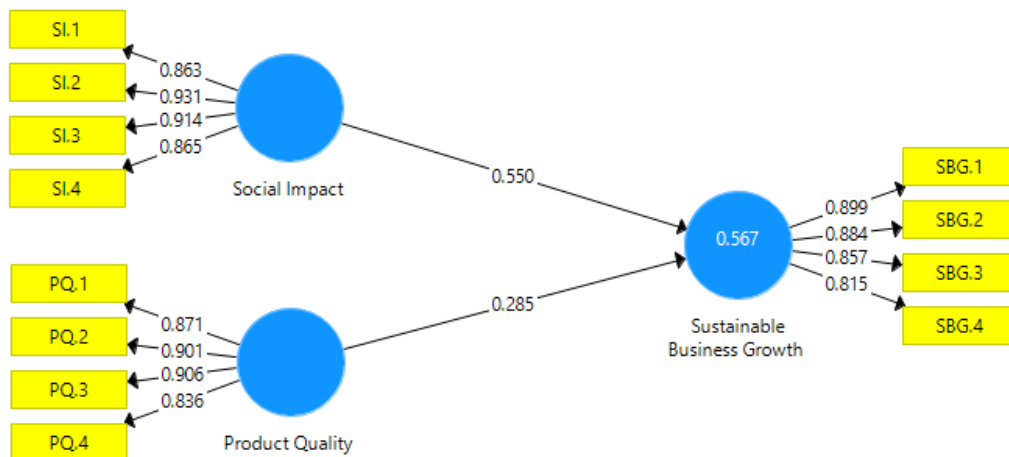 SI.1
SI.2
SI.3
SI.4
0.863
0.931
0.914
0.865
Social Impact
0.550
PQ.1
PQ.2
PQ.3
PQ.4
0.871
0.901
0.906
0.836
Product Quality
0.285
0.567
Sustainable
Business Growth
0.899
0.884
0.857
0.815
SBG.1
SBG.2
SBG.3
SBG.4